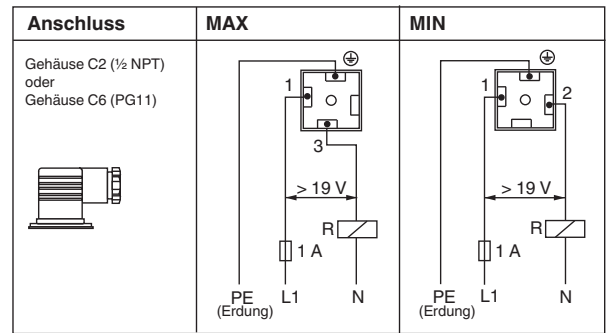 Anschluss
MAX
MIN
Gehäuse C2 (½ NPT)
oder
Gehäuse C6 (PG11)
1
3
> 19 V
R
1 A
PE
(Erdung)
L1
N
1
2
> 19 V
R
1 A
PE
(Erdung)
L1
N